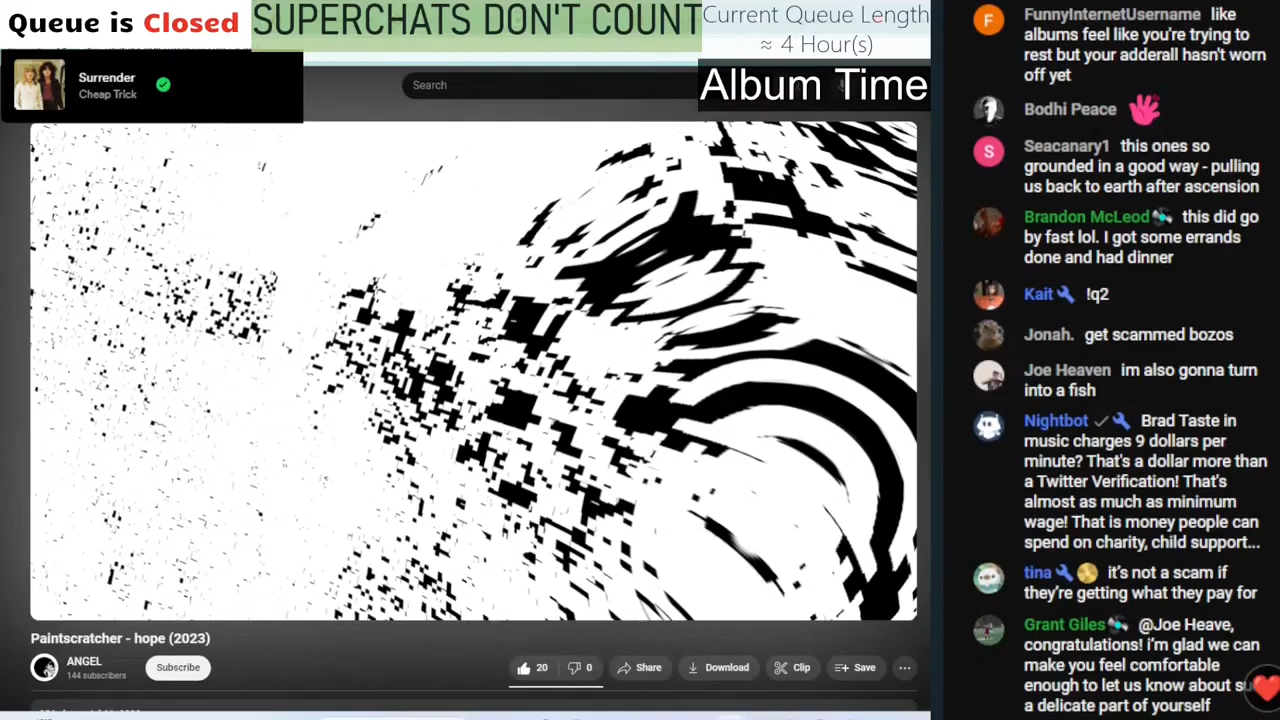 Queue is Closed
SUPERCHATS DON'T COUNT
Current Queue Length
≈ 4 Hour(s)
Album Time
Surrender
Cheap Trick
Search
Paintscratcher - hope (2023)
ANGEL
144 subscribers
Subscribe
20
0
Share
Download
Clip
Save
FunnyInternetUsername like
albums feel like you're trying to
rest but your adderall hasn't worn
off yet
Bodhi Peace
S
Seacanary1 this ones so
grounded in a good way - pulling
us back to earth after ascension
Brandon McLeod this did go
by fast lol. I got some errands
done and had dinner
Kait !q2
Jonah. get scammed bozos
Joe Heaven im also gonna turn
into a fish
Nightbot Brad Taste in
music charges 9 dollars per
minute? That's a dollar more than
a Twitter Verification! That's
almost as much as minimum
wage! That is money people can
spend on charity, child support...
tina it's not a scam if
they're getting what they pay for
Grant Giles @Joe Heave,
congratulations! i'm glad we can
make you feel comfortable
enough to let us know about
a delicate part of yourself
F